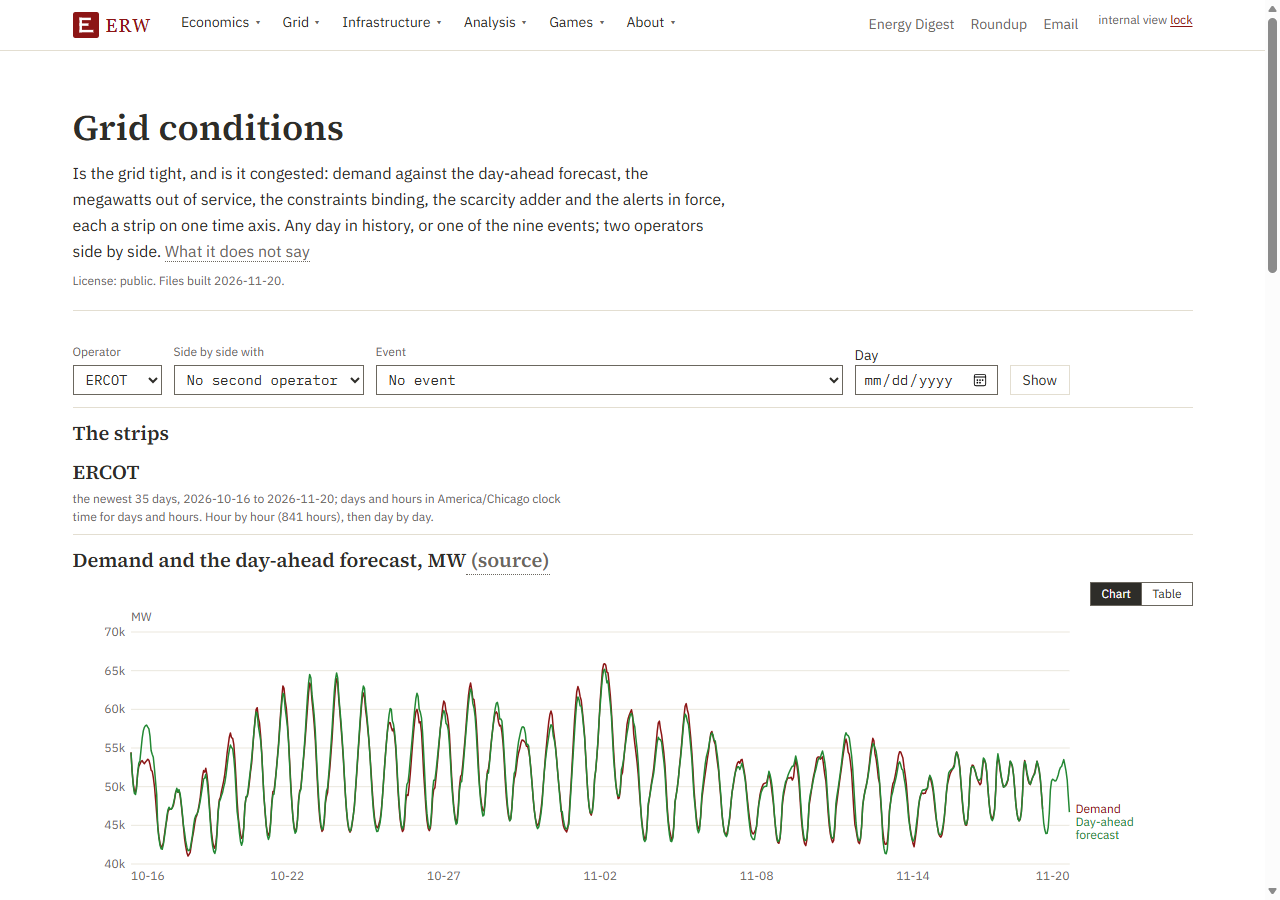 E ERW Economics Grid Infrastructure Analysis Games About Energy Digest Roundup Email internal view lock
Grid conditions
Is the grid tight, and is it congested: demand against the day-ahead forecast, the
megawatts out of service, the constraints binding, the scarcity adder and the alerts in force,
each a strip on one time axis. Any day in history, or one of the nine events; two operators
side by side. What it does not say
License: public. Files built 2026-11-20.
Operator Side by side with Event Day
ERCOT No second operator No event mm/dd/yyyy Show
The strips
ERCOT
the newest 35 days, 2026-10-16 to 2026-11-20; days and hours in America/Chicago clock
time for days and hours. Hour by hour (841 hours), then day by day.
Demand and the day-ahead forecast, MW (source)
Chart Table
MW
70k
65k
60k
55k
50k
45k
40k
Demand
Day-ahead
forecast
10-16 10-22 10-27 11-02 11-08 11-14 11-20